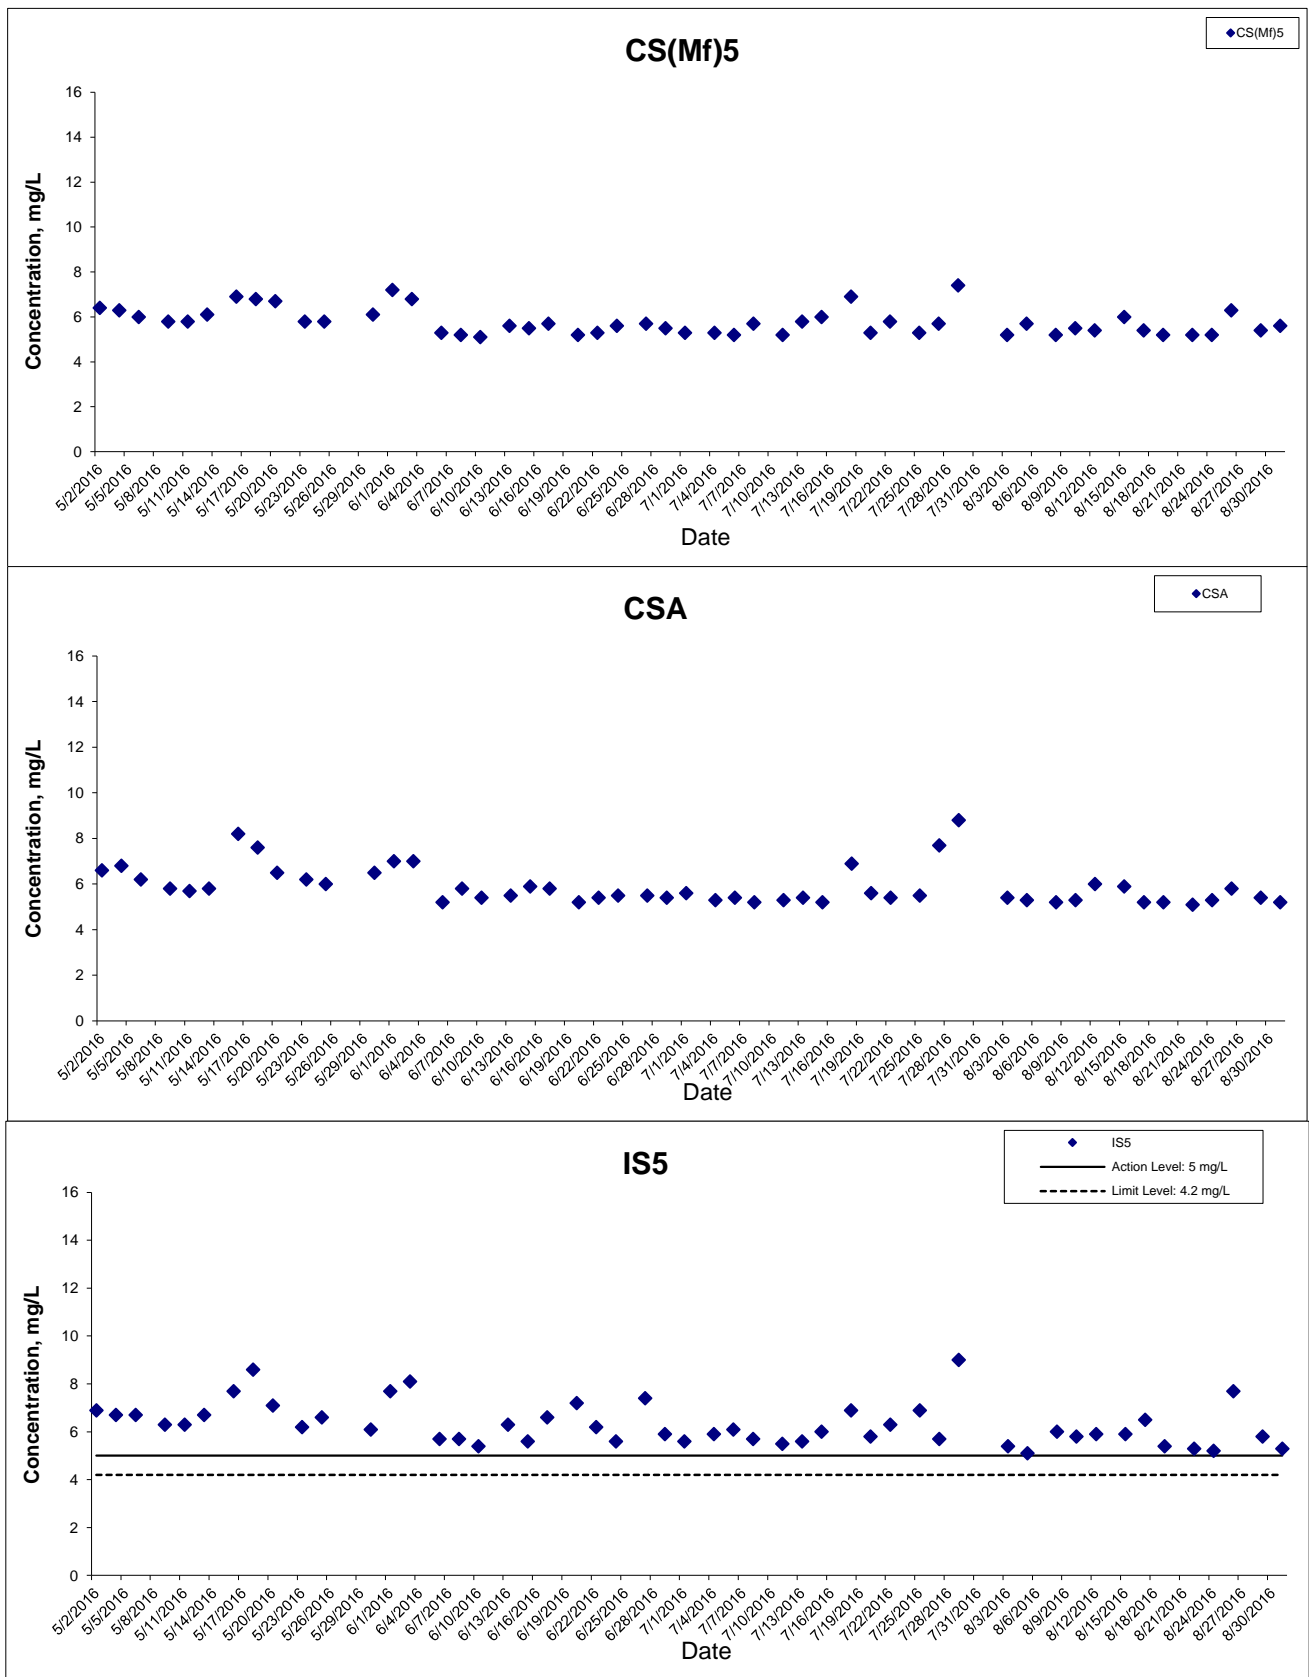 CS(Mf)5
CS(Mf)5
16
14
12
10
8
6
4
2
0
Concentration, mg/L
5/2/2016 5/5/2016 5/8/2016 5/11/2016 5/14/2016 5/17/2016 5/20/2016 5/23/2016 5/26/2016 5/29/2016 6/1/2016 6/4/2016 6/7/2016 6/10/2016 6/13/2016 6/16/2016 6/19/2016 6/22/2016 6/25/2016 6/28/2016 7/1/2016 7/4/2016 7/7/2016 7/10/2016 7/13/2016 7/16/2016 7/19/2016 7/22/2016 7/25/2016 7/28/2016 7/31/2016 8/3/2016 8/6/2016 8/9/2016 8/12/2016 8/15/2016 8/18/2016 8/21/2016 8/24/2016 8/27/2016 8/30/2016
Date
CSA
CSA
16
14
12
10
8
6
4
2
0
Concentration, mg/L
5/2/2016 5/5/2016 5/8/2016 5/11/2016 5/14/2016 5/17/2016 5/20/2016 5/23/2016 5/26/2016 5/29/2016 6/1/2016 6/4/2016 6/7/2016 6/10/2016 6/13/2016 6/16/2016 6/19/2016 6/22/2016 6/25/2016 6/28/2016 7/1/2016 7/4/2016 7/7/2016 7/10/2016 7/13/2016 7/16/2016 7/19/2016 7/22/2016 7/25/2016 7/28/2016 7/31/2016 8/3/2016 8/6/2016 8/9/2016 8/12/2016 8/15/2016 8/18/2016 8/21/2016 8/24/2016 8/27/2016 8/30/2016
Date
IS5
IS5
Action Level: 5 mg/L
Limit Level: 4.2 mg/L
16
14
12
10
8
6
4
2
0
Concentration, mg/L
5/2/2016 5/5/2016 5/8/2016 5/11/2016 5/14/2016 5/17/2016 5/20/2016 5/23/2016 5/26/2016 5/29/2016 6/1/2016 6/4/2016 6/7/2016 6/10/2016 6/13/2016 6/16/2016 6/19/2016 6/22/2016 6/25/2016 6/28/2016 7/1/2016 7/4/2016 7/7/2016 7/10/2016 7/13/2016 7/16/2016 7/19/2016 7/22/2016 7/25/2016 7/28/2016 7/31/2016 8/3/2016 8/6/2016 8/9/2016 8/12/2016 8/15/2016 8/18/2016 8/21/2016 8/24/2016 8/27/2016 8/30/2016
Date